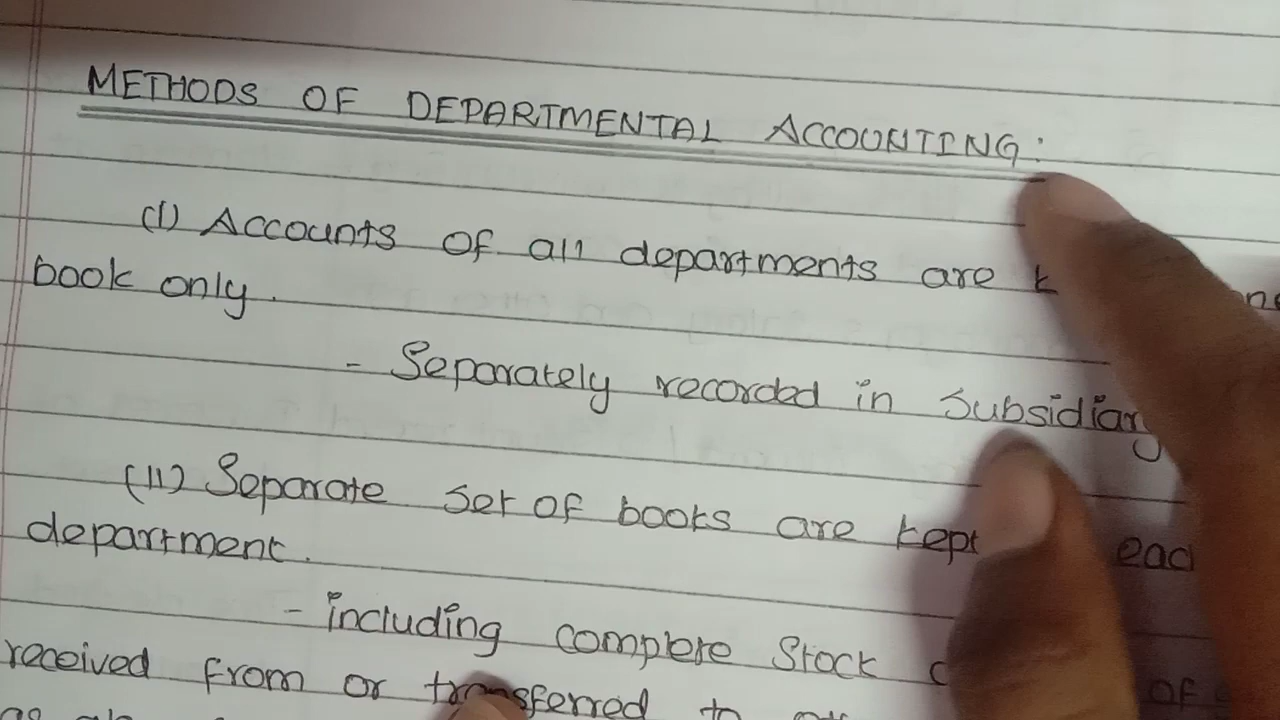 METHODS OF DEPARTMENTAL ACCOUNTING:
(I) Accounts of all departments are
book only.
- Separately recorded in Subsidiary
(II) Separate set of books are kept
department.
- including complete Stock of
received from or transferred to